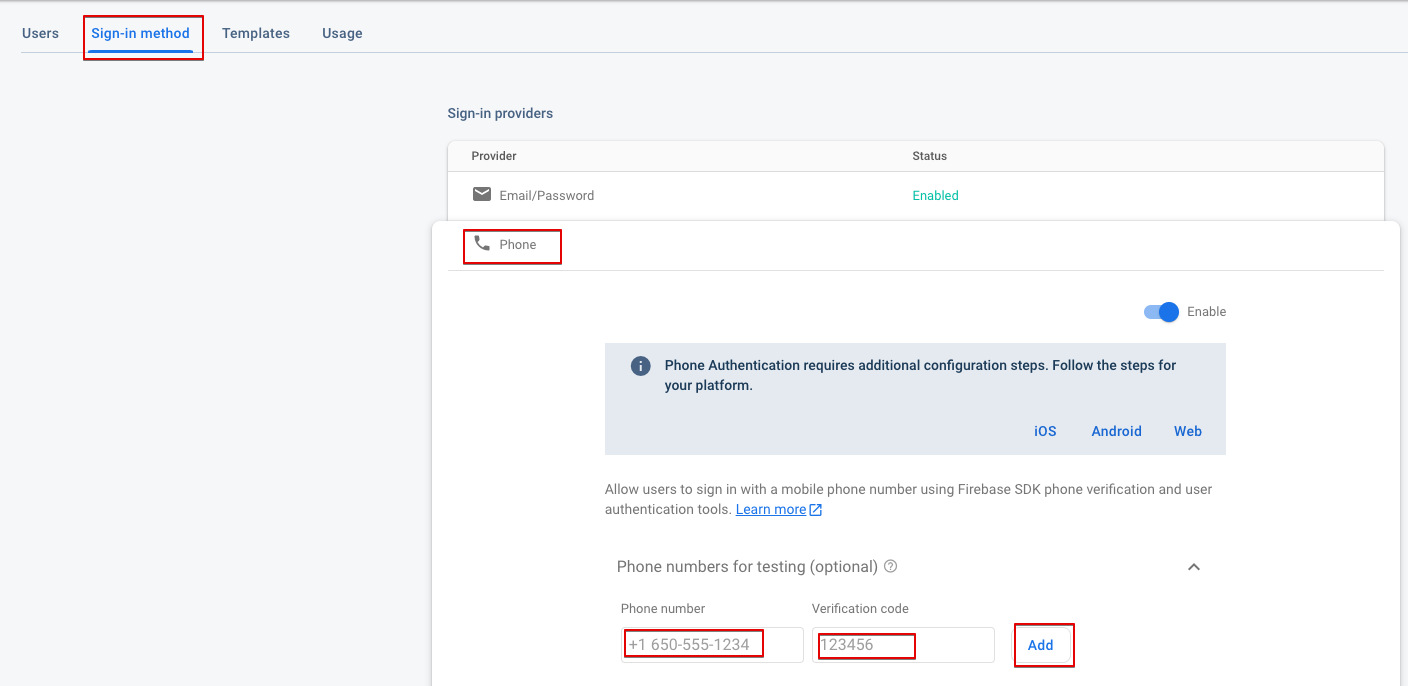 Users Sign-in method Templates Usage
Sign-in providers
Provider Status
Email/Password Enabled
Phone
Enable
Phone Authentication requires additional configuration steps. Follow the steps for
your platform.
iOS Android Web
Allow users to sign in with a mobile phone number using Firebase SDK phone verification and user
authentication tools. Learn more
Phone numbers for testing (optional)
Phone number Verification code
+1 650-555-1234 123456 Add